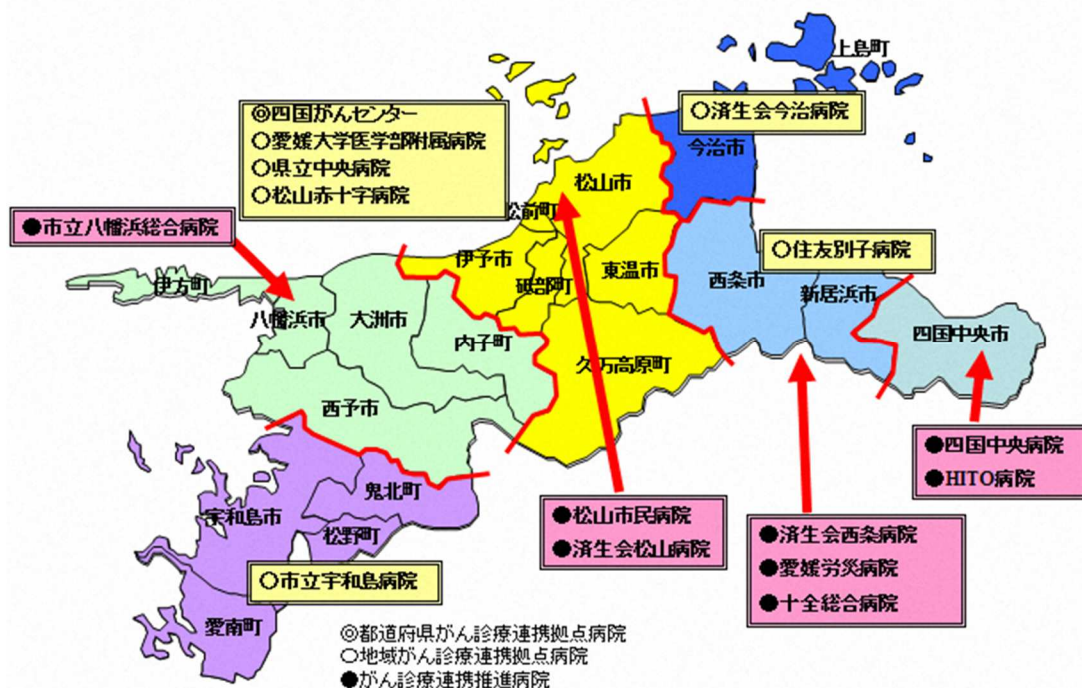 上島町
◎四国がんセンター
○愛媛大学医学部附属病院
○県立中央病院
○松山赤十字病院
○済生会今治病院
今治市
松山市
●市立八幡浜総合病院
松前町
伊予市
砥部町
東温市
○住友別子病院
西条市
新居浜市
伊方町
八幡浜市
大洲市
内子町
久万高原町
四国中央市
西予市
●四国中央病院
●HITO病院
鬼北町
宇和島市
松野町
●松山市民病院
●済生会松山病院
●済生会西条病院
●愛媛労災病院
●十全総合病院
○市立宇和島病院
愛南町
◎都道府県がん診療連携拠点病院
○地域がん診療連携拠点病院
●がん診療連携推進病院